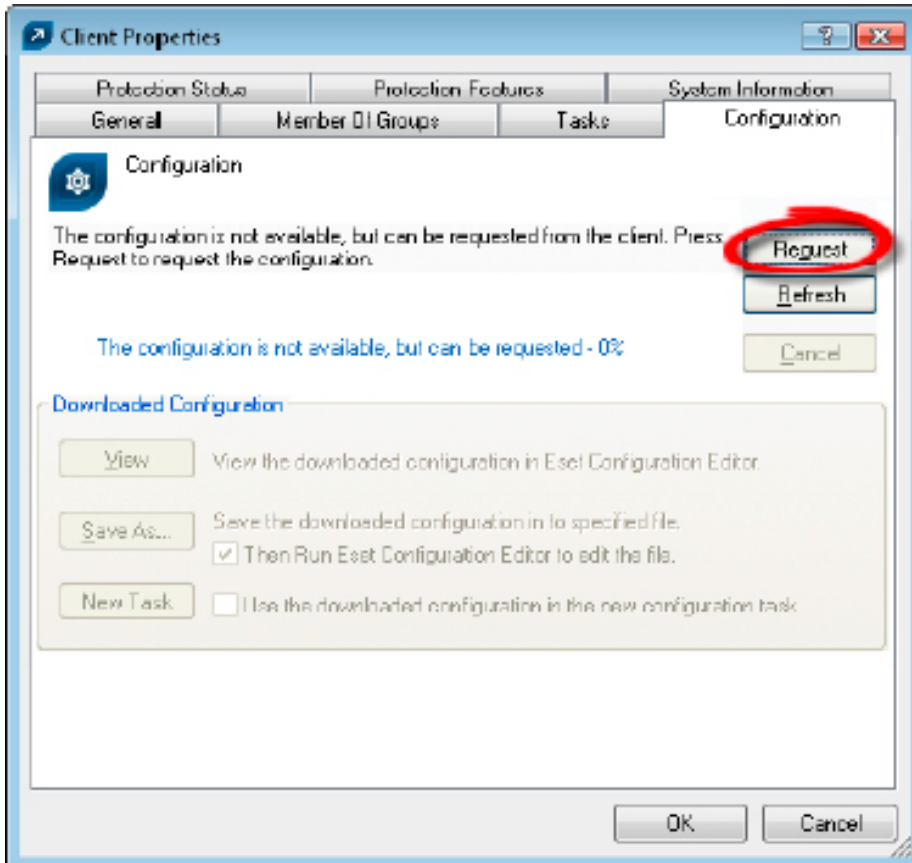 Client Properties
Protection Status
Protection Features
System Information
General
Member Of Groups
Tasks
Configuration
Configuration
The configuration is not available, but can be requested from the client. Press
Request to request the configuration.
Request
Refresh
The configuration is not available, but can be requested - 0%
Cancel
Downloaded Configuration
View
View the downloaded configuration in Eset Configuration Editor.
Save As...
Save the downloaded configuration in to specified file.
Then Run Eset Configuration Editor to edit the file.
New Task
Use the downloaded configuration in the new configuration task
OK
Cancel